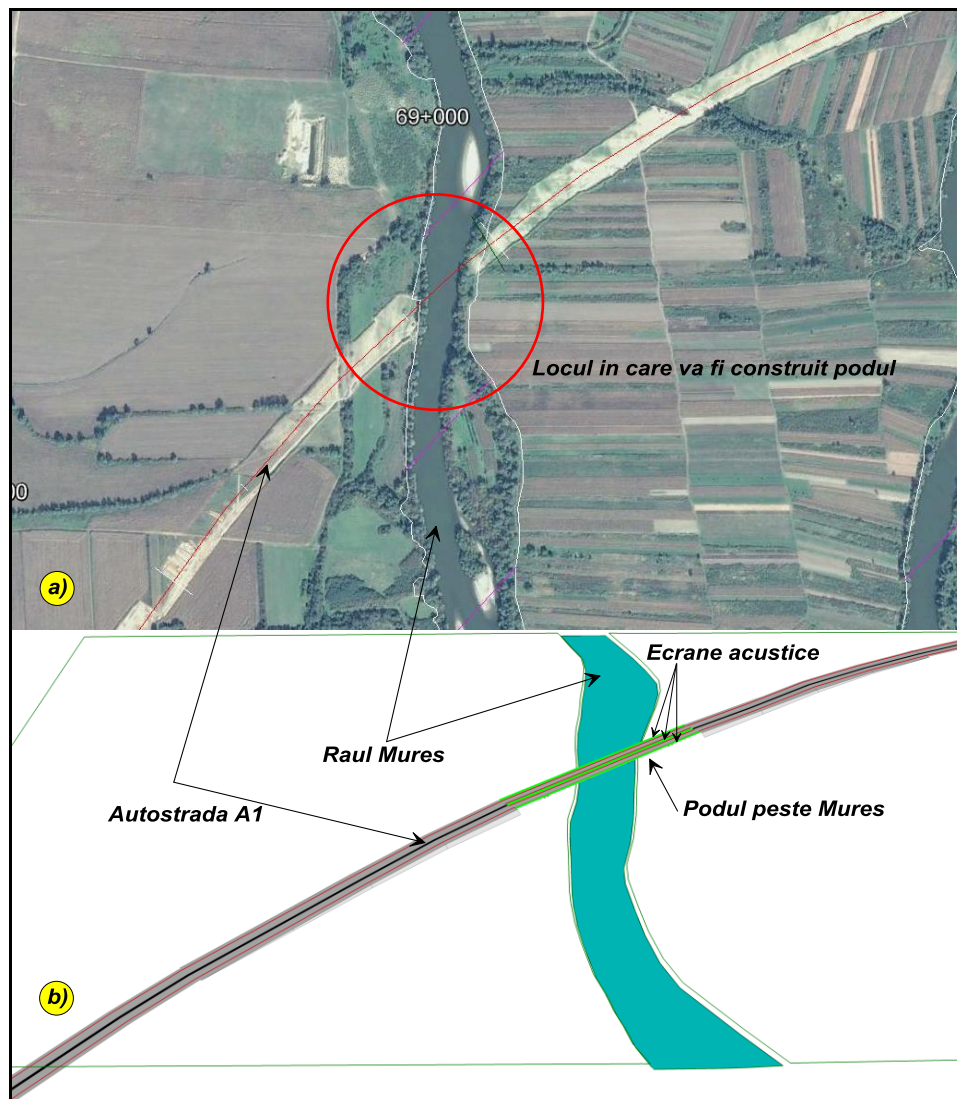 69+000
Locul in care va fi construit podul
00
a)
Ecrane acustice
Raul Mures
Podul peste Mures
Autostrada A1
b)